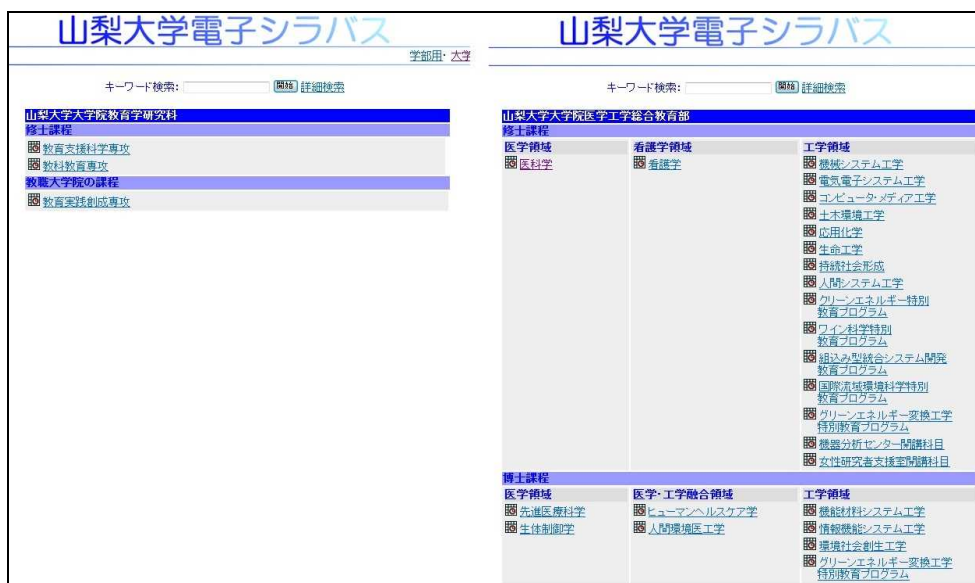 山梨大学電子シラバス
学部用・大学
キーワード検索: 開始 詳細検索
山梨大学大学院教育学研究科
修士課程
教育支援科学専攻
教科教育専攻
教職大学院の課程
教育実践創成専攻
山梨大学電子シラバス
キーワード検索: 開始 詳細検索
山梨大学大学院医学工学総合教育部
修士課程
医学領域 看護学領域 工学領域
医科学 看護学 機械システム工学
電気電子システム工学
コンピュータ・メディア工学
土木環境工学
応用化学
生命工学
持続社会形成
人間システム工学
グリーンエネルギー特別
教育プログラム
ワイン科学特別
教育プログラム
組込み型統合システム開発
教育プログラム
国際流域環境科学特別
教育プログラム
グリーンエネルギー変換工学
特別教育プログラム
機器分析センター開講科目
女性研究者支援室開講科目
博士課程
医学領域 医学・工学融合領域 工学領域
先進医療科学 ヒューマンヘルスケア学 機能材料システム工学
生体制御学 人間環境医工学 情報機能システム工学
環境社会創生工学
グリーンエネルギー変換工学
特別教育プログラム